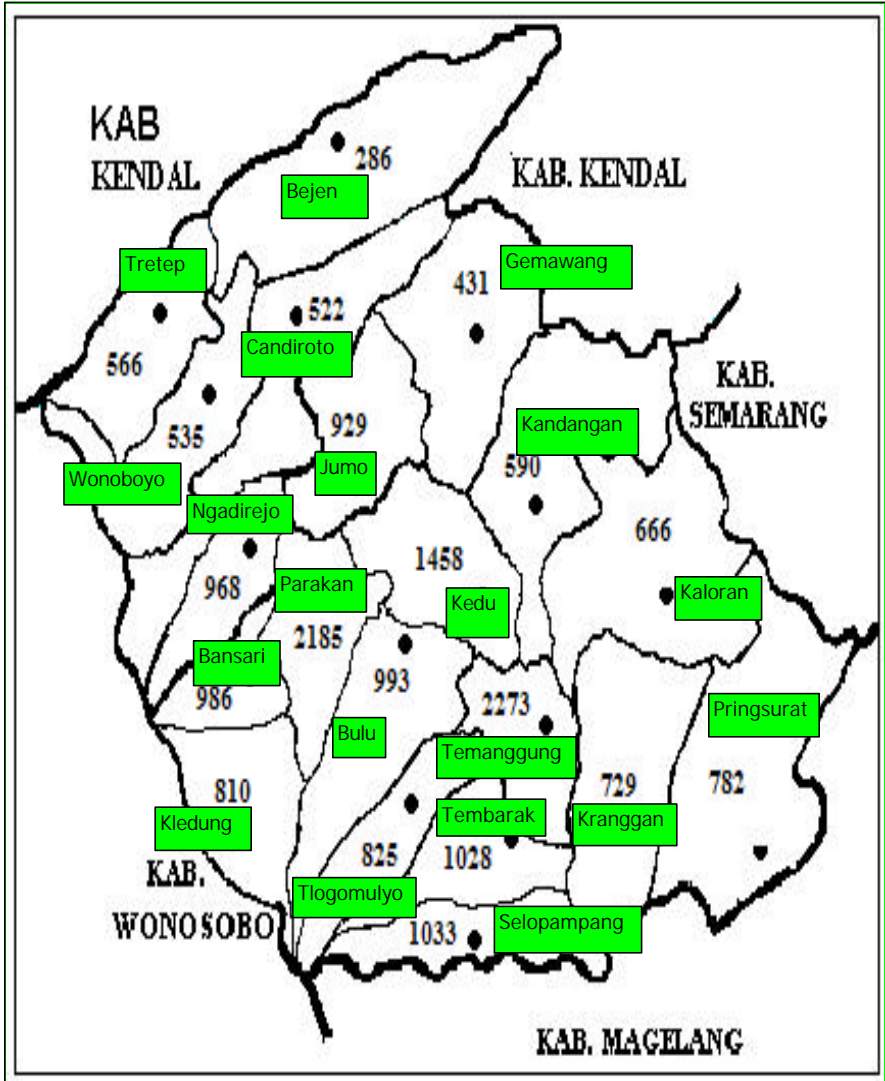 KAB
KENDAL
286
KAB. KENDAL
Bejen
Tretep
Gemawang
431
522
Candiroto
566
KAB.
SEMARANG
535
929
Kandangan
590
Wonoboyo
Jumo
Ngadirejo
666
1458
968
Parakan
Kedu
Kaloran
2185
Bansari
986
993
2273
Pringsurat
Bulu
Temanggung
810
729
782
Kledung
Tembarak
Kranggan
825
1028
KAB.
WONOSOBO
Tlogomulyo
1033
Selopampang
KAB. MAGELANG